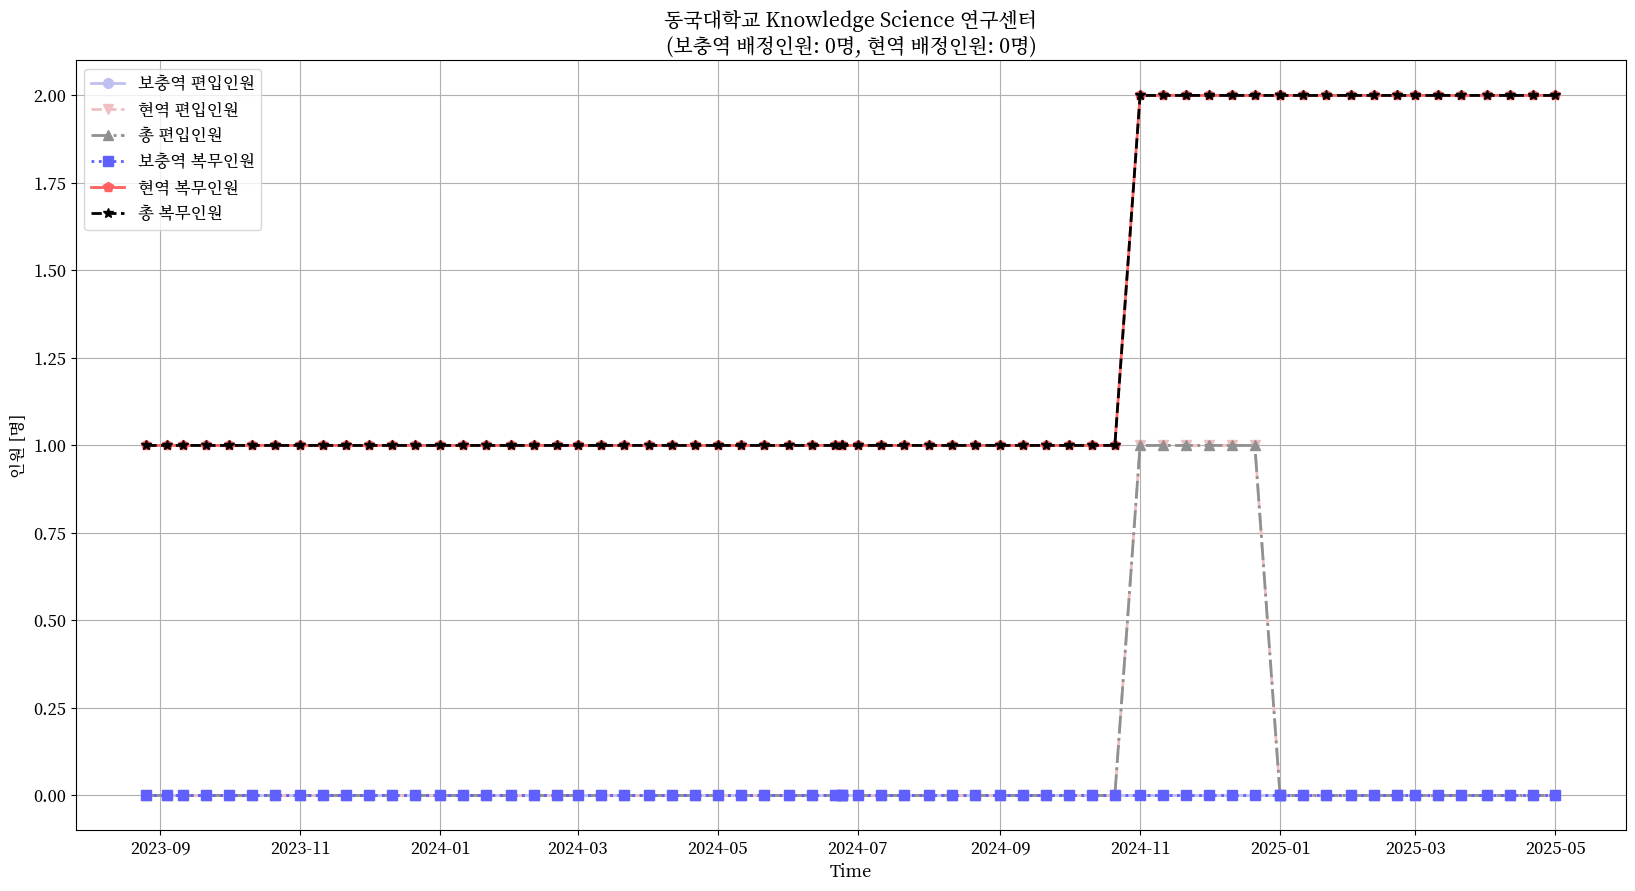 동국대학교 Knowledge Science 연구센터
(보충역 배정인원: 0명, 현역 배정인원: 0명)
보충역 편입인원
현역 편입인원
총 편입인원
보충역 복무인원
현역 복무인원
총 복무인원
2.00
1.75
1.50
1.25
1.00
0.75
0.50
0.25
0.00
인원 [명]
2023-09 2023-11 2024-01 2024-03 2024-05 2024-07 2024-09 2024-11 2025-01 2025-03 2025-05
Time